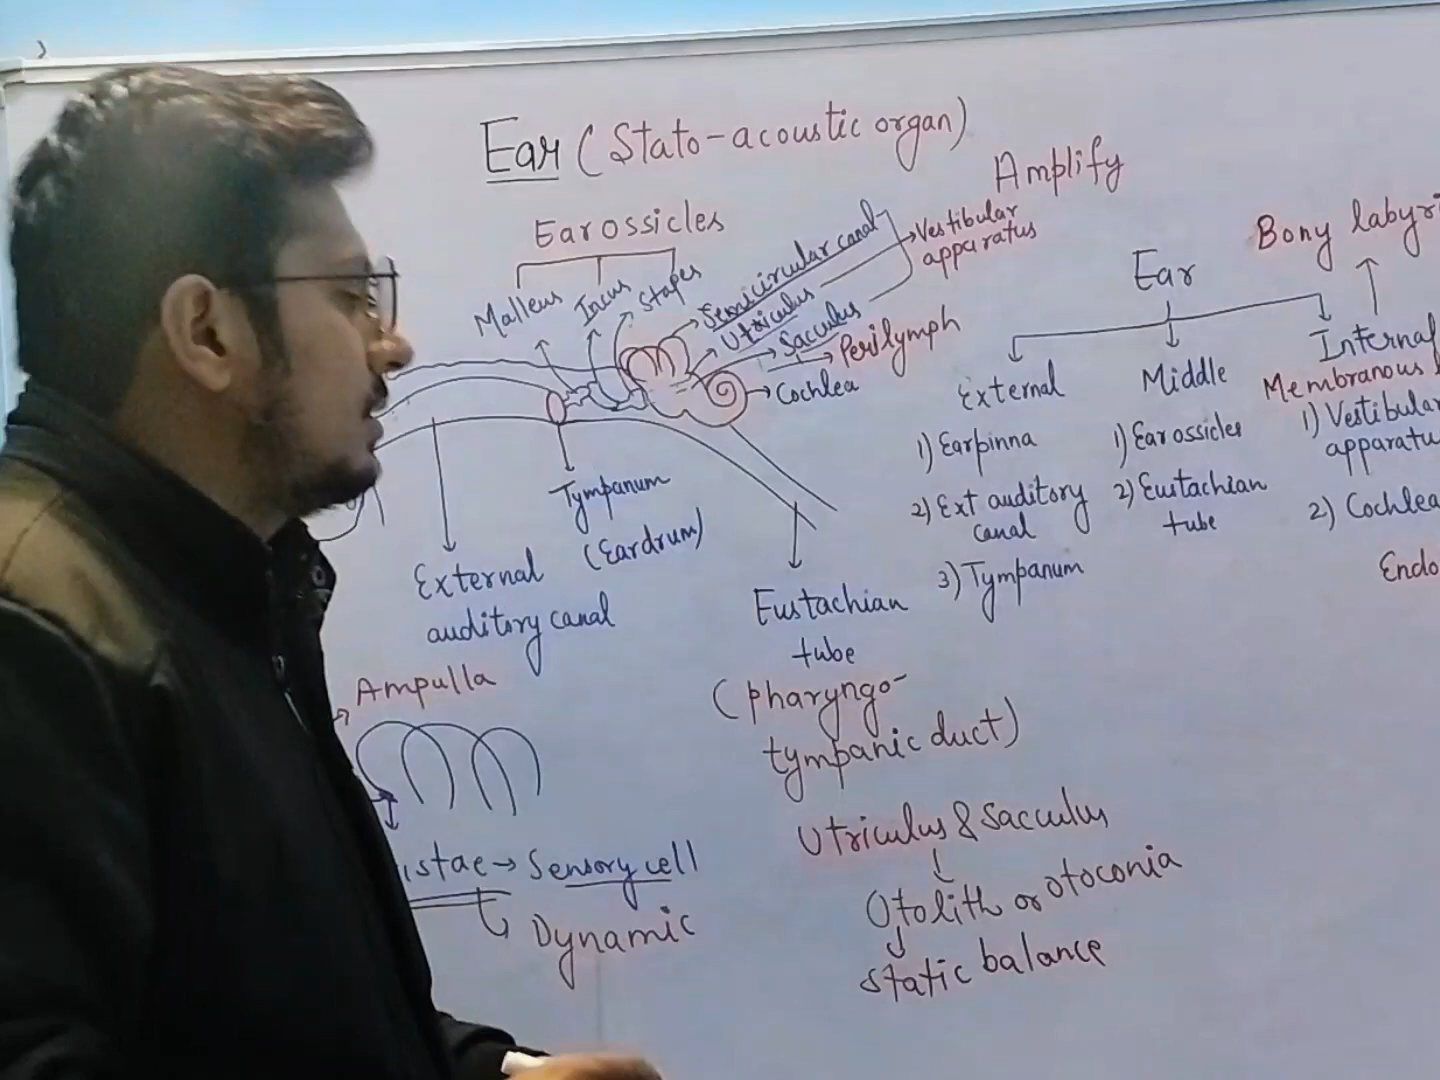 Ear (Stato-acoustic organ)
Amplify
Ear ossicles
Malleus
Incus
Stapes
Semicircular canal
Utriculus
Sacculus
Vestibular
apparatus
Perilymph
Cochlea
Tympanum
(Eardrum)
External
auditory canal
Eustachian
tube
(pharyngo-
tympanic duct)
Ear
External
1) Earpinna
2) Ext auditory
canal
3) Tympanum
Middle
1) Ear ossicles
2) Eustachian
tube
Bony labyri
Internal
Membranous
1) Vestibular
apparatu
2) Cochlea
Endo
Ampulla
istae → Sensory cell
Dynamic
Utriculus & Sacculus
Otolith or otoconia
static balance